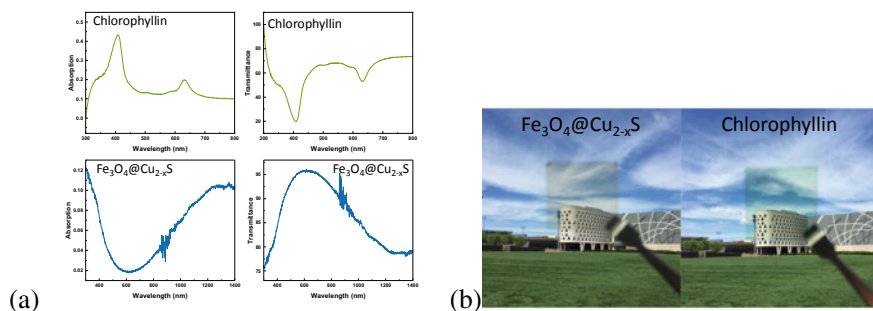 Chlorophyllin
Absorption
0.5
0.4
0.3
0.2
0.1
0.0
300 400 500 600 700 800
Wavelength (nm)
Chlorophyllin
Transmittance
100
80
60
40
20
300 400 500 600 700 800
Wavelength (nm)
Fe3O4@Cu2-xS
Absorption
0.12
0.10
0.08
0.06
0.04
0.02
400 600 800 1000 1200 1400
Wavelength (nm)
Fe3O4@Cu2-xS
Transmittance
95
90
85
80
75
400 600 800 1000 1200 1400
Wavelength (nm)
(a)
Fe3O4@Cu2-xS
Chlorophyllin
(b)